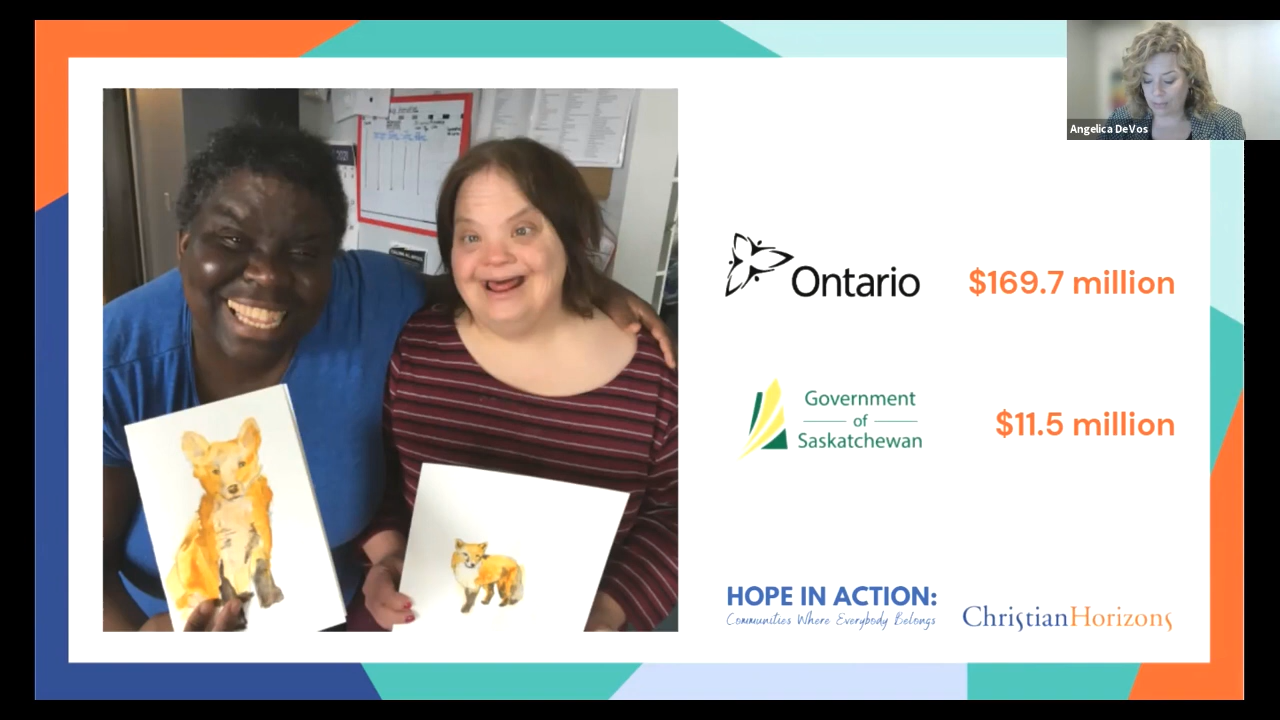 Angelica DeVos
Ontario
$169.7 million
Government
of
Saskatchewan
$11.5 million
HOPE IN ACTION:
Communities Where Everybody Belongs
ChristianHorizons
2021